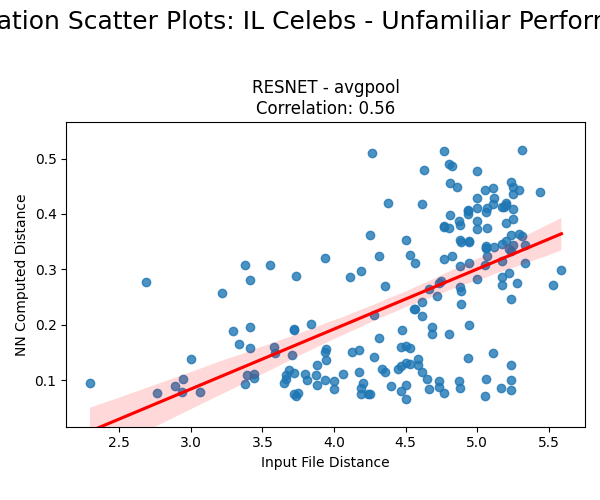 ation Scatter Plots: IL Celebs - Unfamiliar Perfor
RESNET - avgpool
Correlation: 0.56
0.5
0.4
0.3
0.2
0.1
NN Computed Distance
2.5 3.0 3.5 4.0 4.5 5.0 5.5
Input File Distance